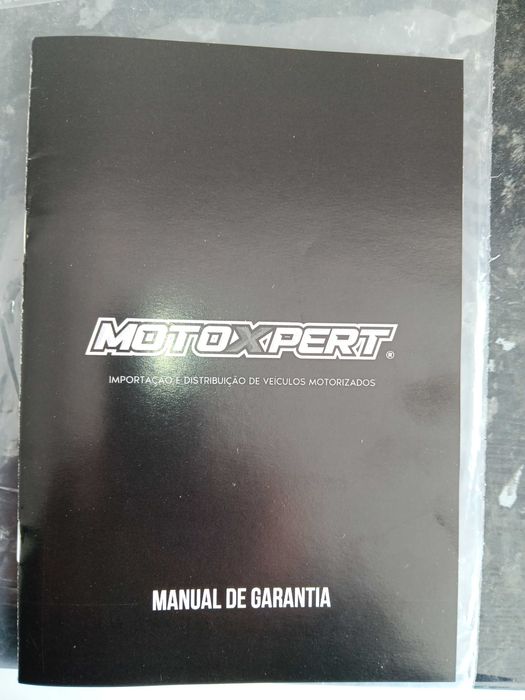 MOTOXPERT®
IMPORTAÇÃO E DISTRIBUIÇÃO DE VEÍCULOS MOTORIZADOS
MANUAL DE GARANTIA